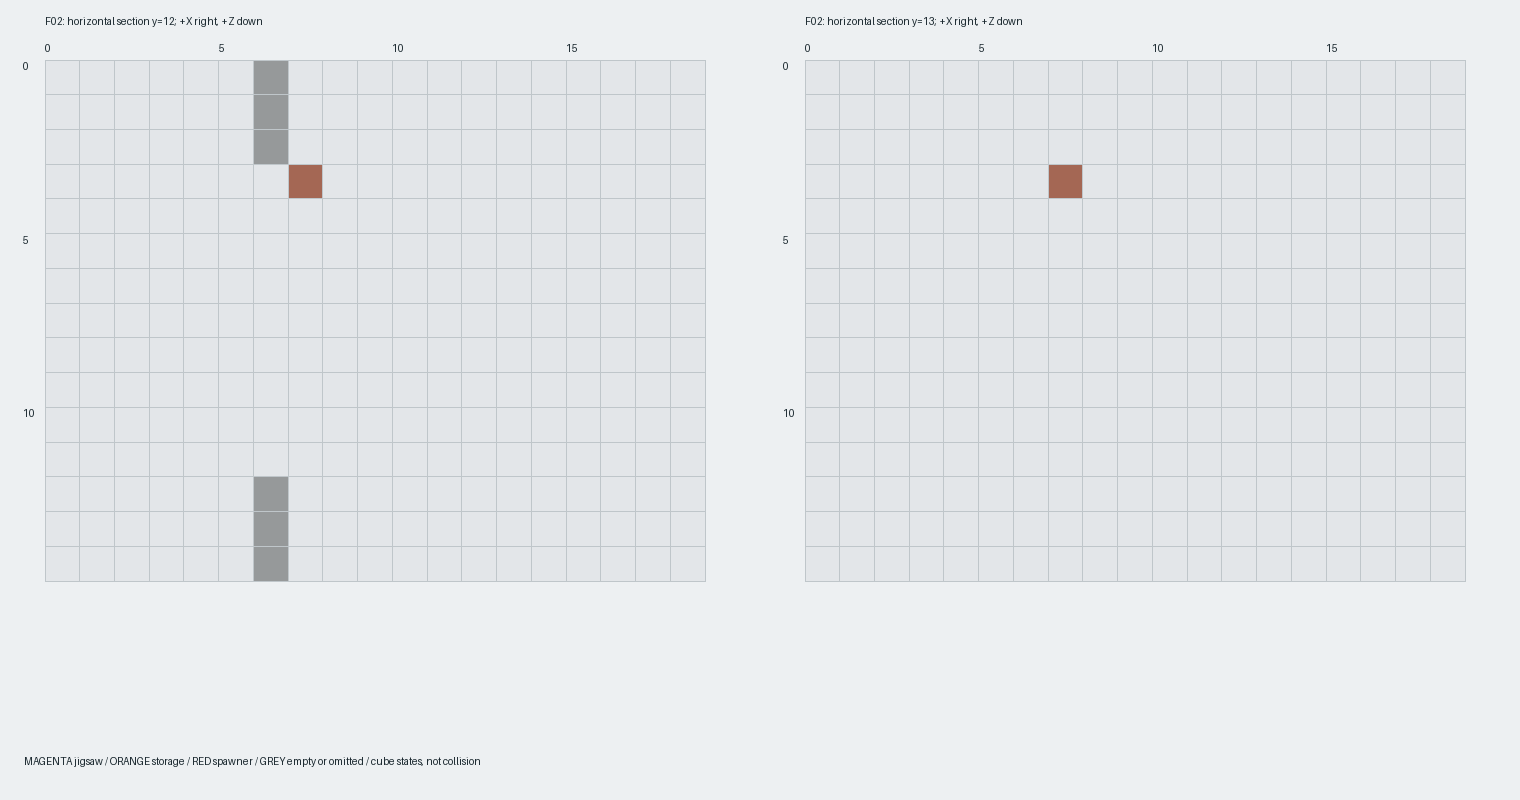 F02: horizontal section y=12; +X right, +Z down
0 5 10 15
0
5
10
F02: horizontal section y=13; +X right, +Z down
0 5 10 15
0
5
10
MAGENTA jigsaw / ORANGE storage / RED spawner / GREY empty or omitted / cube states, not collision